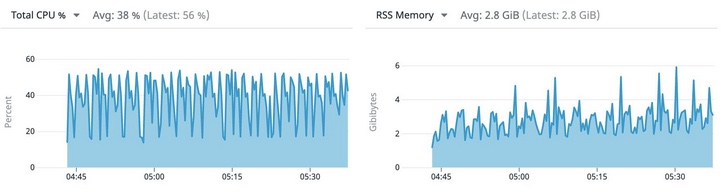 Total CPU % Avg: 38 % (Latest: 56 %)
60
40
20
0
Percent
04:45 05:00 05:15 05:30
RSS Memory Avg: 2.8 GiB (Latest: 2.8 GiB)
6
4
2
0
Gibibytes
04:45 05:00 05:15 05:30